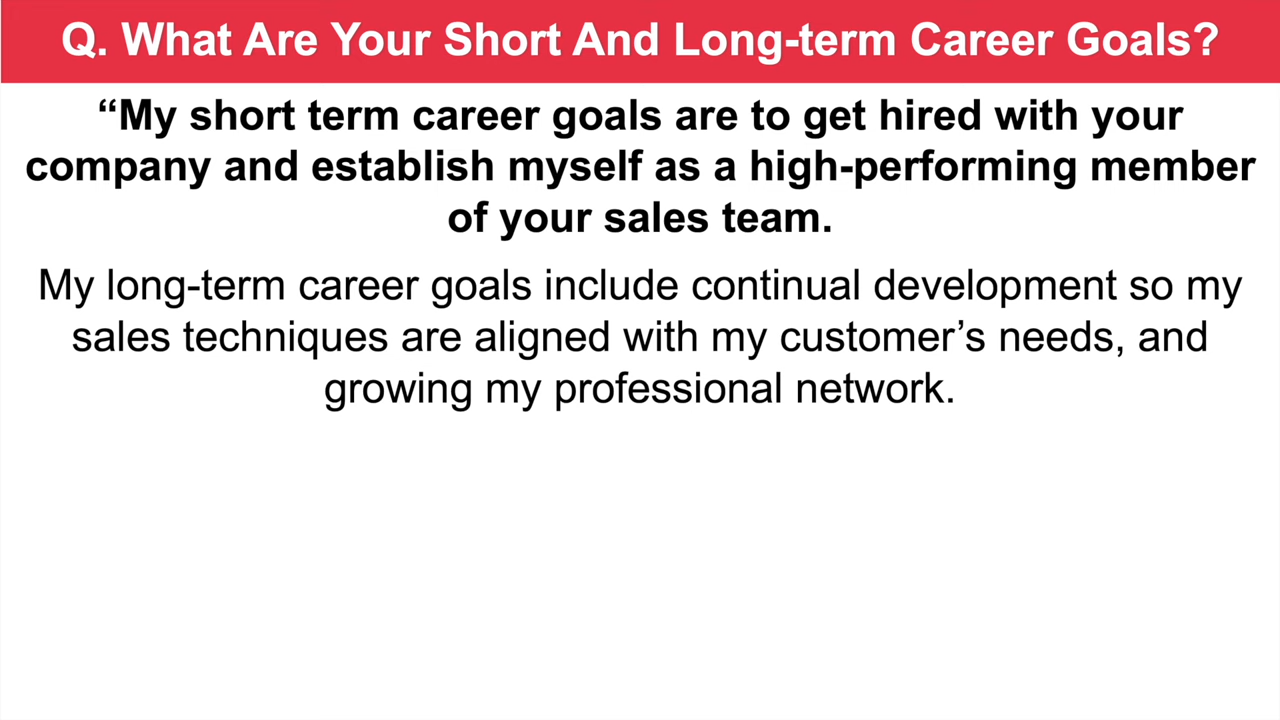 Q. What Are Your Short And Long-term Career Goals?
“My short term career goals are to get hired with your
company and establish myself as a high-performing member
of your sales team.
My long-term career goals include continual development so my
sales techniques are aligned with my customer’s needs, and
growing my professional network.